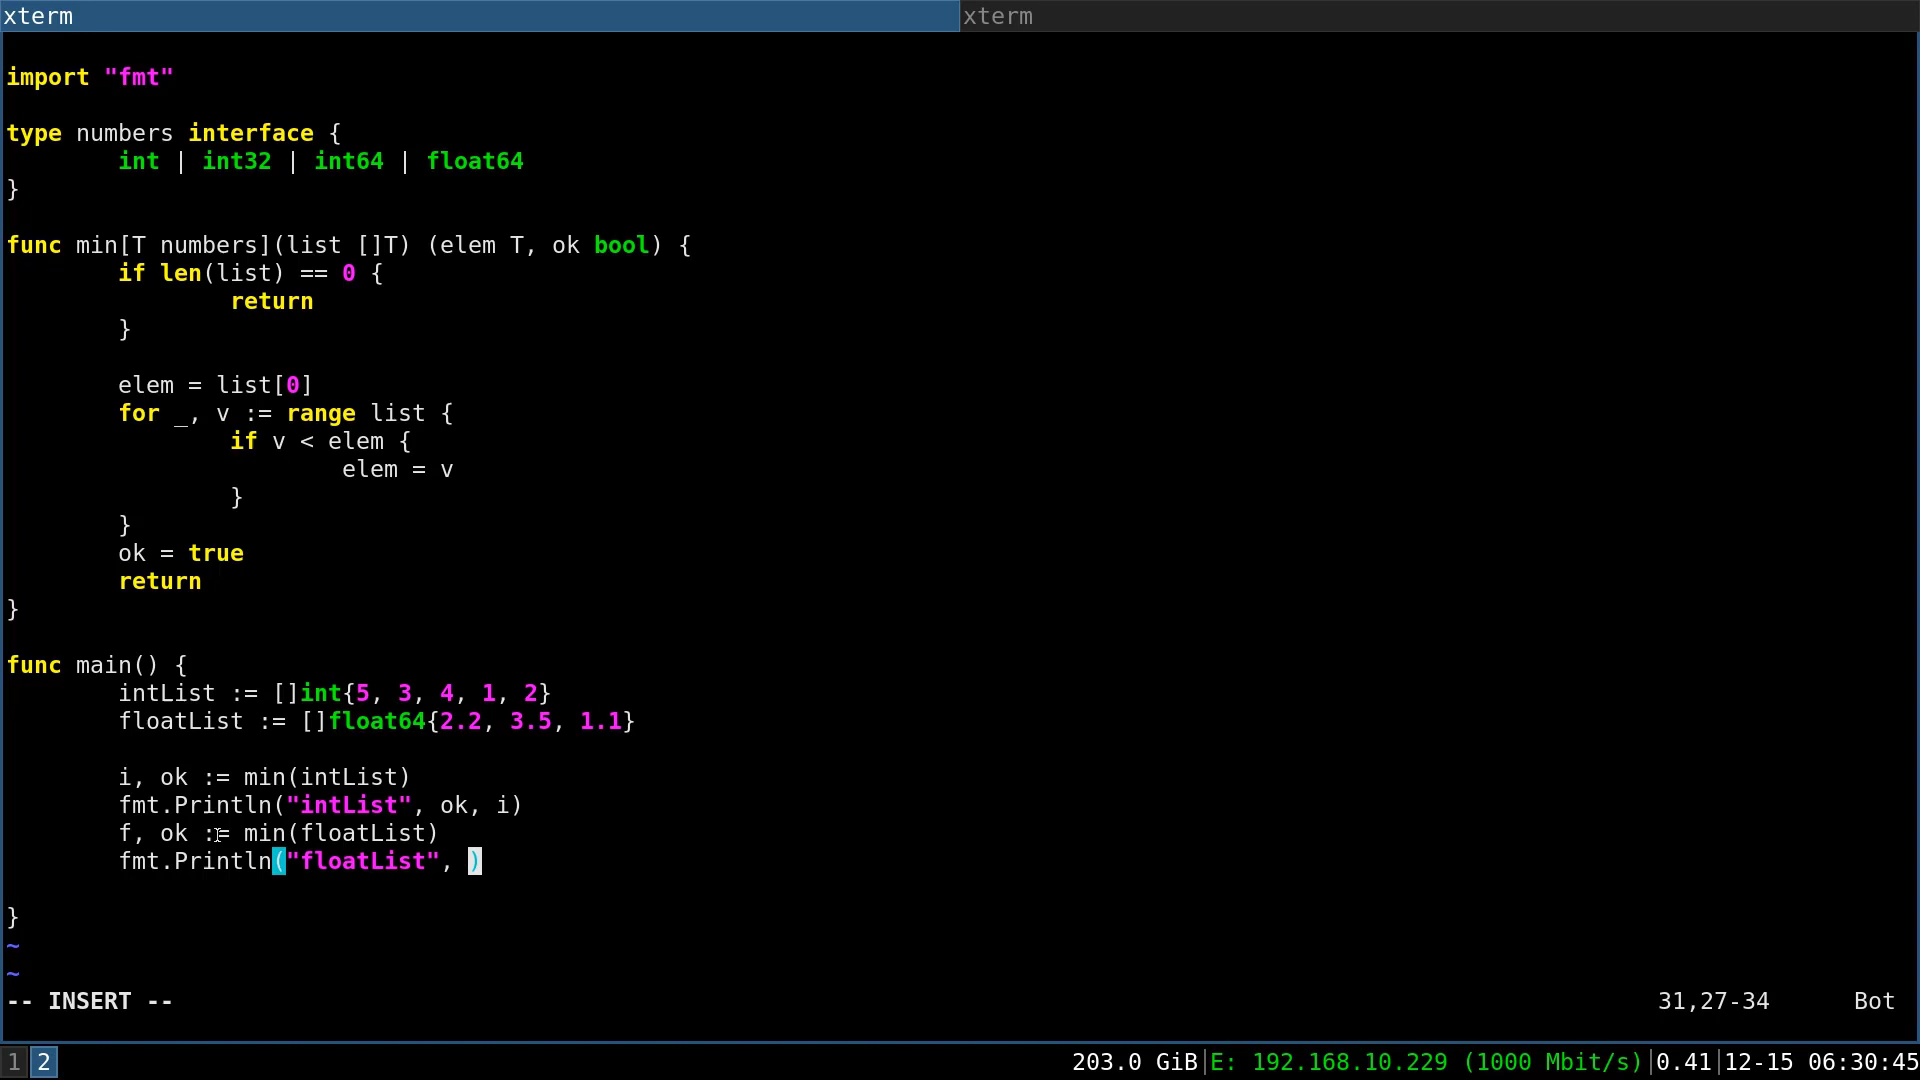 xterm
xterm
import "fmt"
type numbers interface {
        int | int32 | int64 | float64
}
func min[T numbers](list []T) (elem T, ok bool) {
        if len(list) == 0 {
                return
        }
        elem = list[0]
        for _, v := range list {
                if v < elem {
                        elem = v
                }
        }
        ok = true
        return
}
func main() {
        intList := []int{5, 3, 4, 1, 2}
        floatList := []float64{2.2, 3.5, 1.1}
        i, ok := min(intList)
        fmt.Println("intList", ok, i)
        f, ok := min(floatList)
        fmt.Println("floatList", )
}
~
~
-- INSERT -- 31,27-34 Bot
1 2 203.0 GiB|E: 192.168.10.229 (1000 Mbit/s)|0.41|12-15 06:30:45